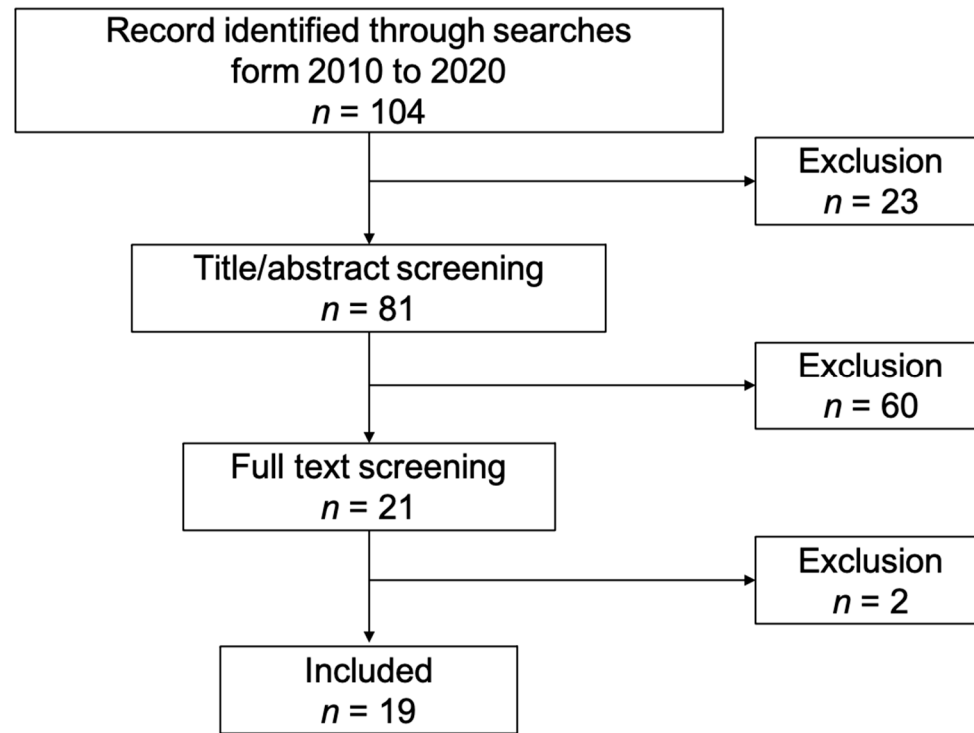 Record identified through searches
form 2010 to 2020
n = 104
Exclusion
n = 23
Title/abstract screening
n = 81
Exclusion
n = 60
Full text screening
n = 21
Exclusion
n = 2
Included
n = 19